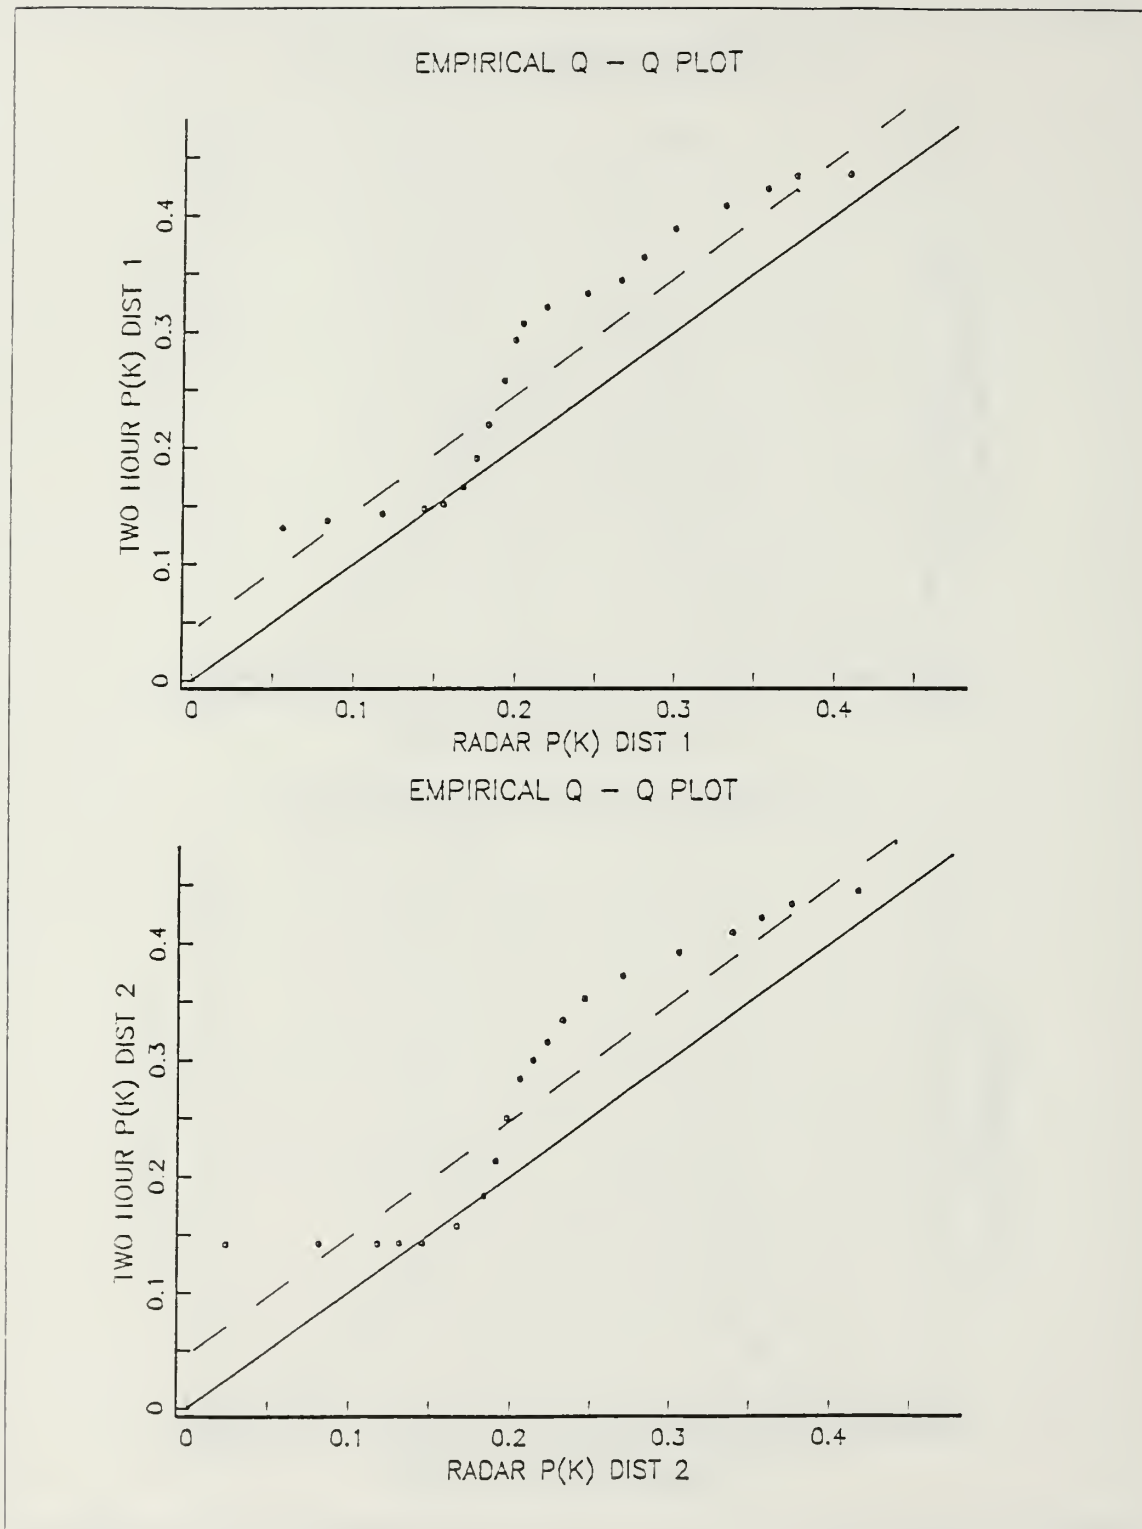 EMPIRICAL Q - Q PLOT
TWO HOUR P(K) DIST 1
0.4
0.3
0.2
0.1
0
0 0.1 0.2 0.3 0.4
RADAR P(K) DIST 1
EMPIRICAL Q - Q PLOT
TWO HOUR P(K) DIST 2
0.4
0.3
0.2
0.1
0
0 0.1 0.2 0.3 0.4
RADAR P(K) DIST 2